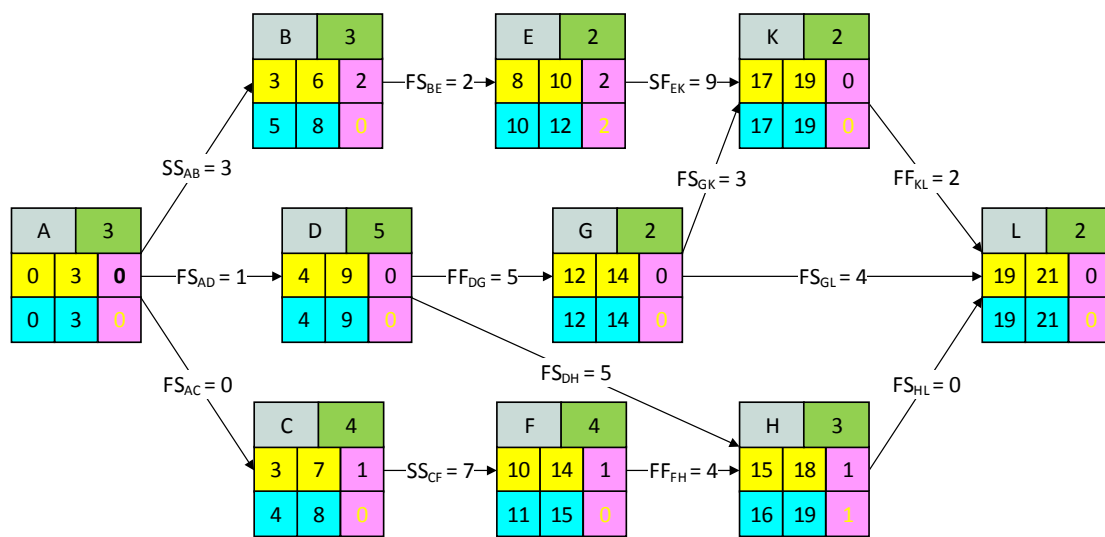 B 3
3 6 2
5 8 0
FS_BE = 2
E 2
8 10 2
10 12 2
SF_EK = 9
K 2
17 19 0
17 19 0
SS_AB = 3
FS_GK = 3
FF_KL = 2
A 3
0 3 0
0 3 0
FS_AD = 1
D 5
4 9 0
4 9 0
FF_DG = 5
G 2
12 14 0
12 14 0
FS_GL = 4
L 2
19 21 0
19 21 0
FS_AC = 0
FS_DH = 5
FS_HL = 0
C 4
3 7 1
4 8 0
SS_CF = 7
F 4
10 14 1
11 15 0
FF_FH = 4
H 3
15 18 1
16 19 1